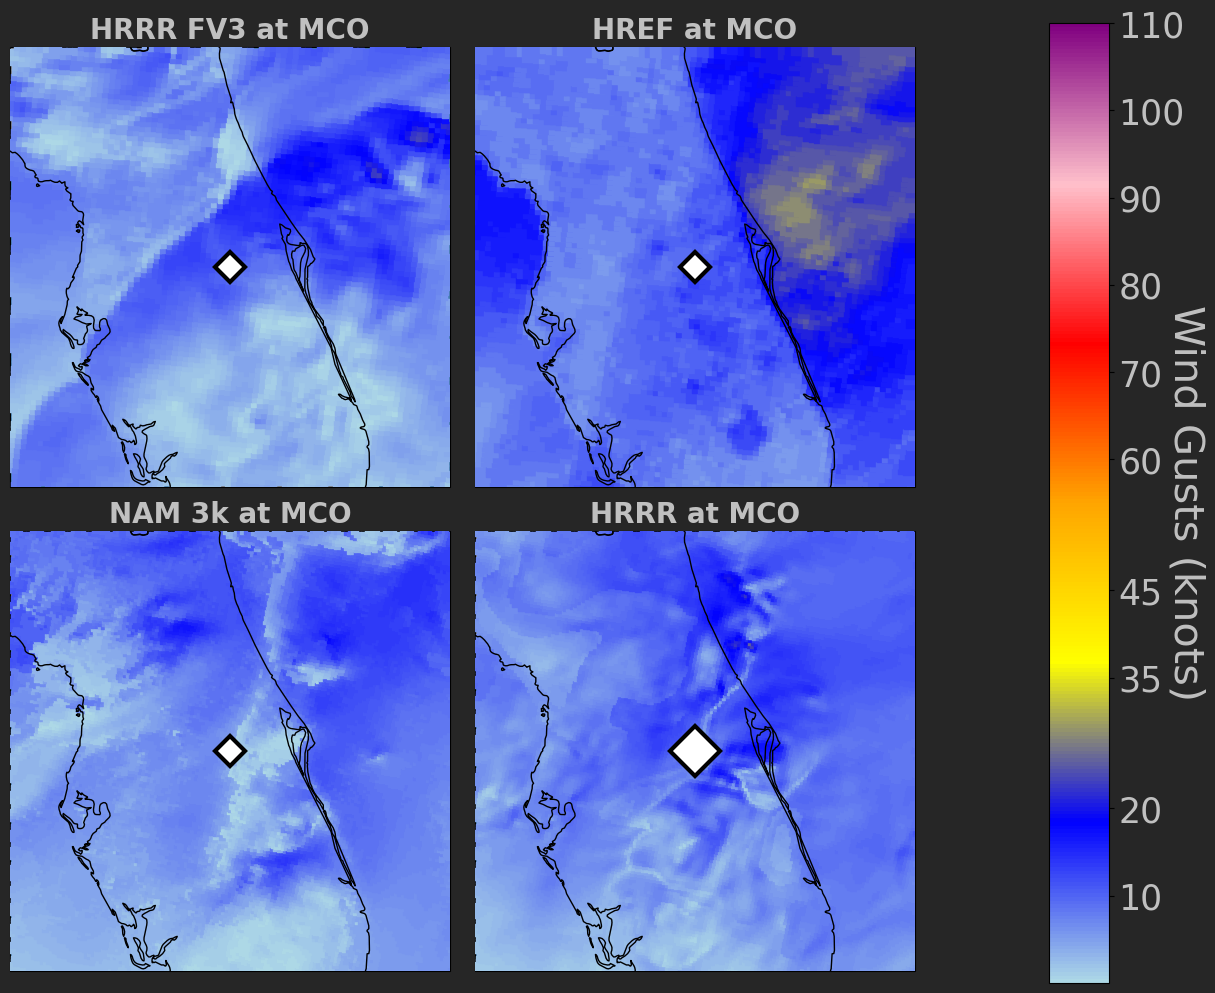 HRRR FV3 at MCO
HREF at MCO
NAM 3k at MCO
HRRR at MCO
110
100
90
80
70
60
45
35
20
10
Wind Gusts (knots)